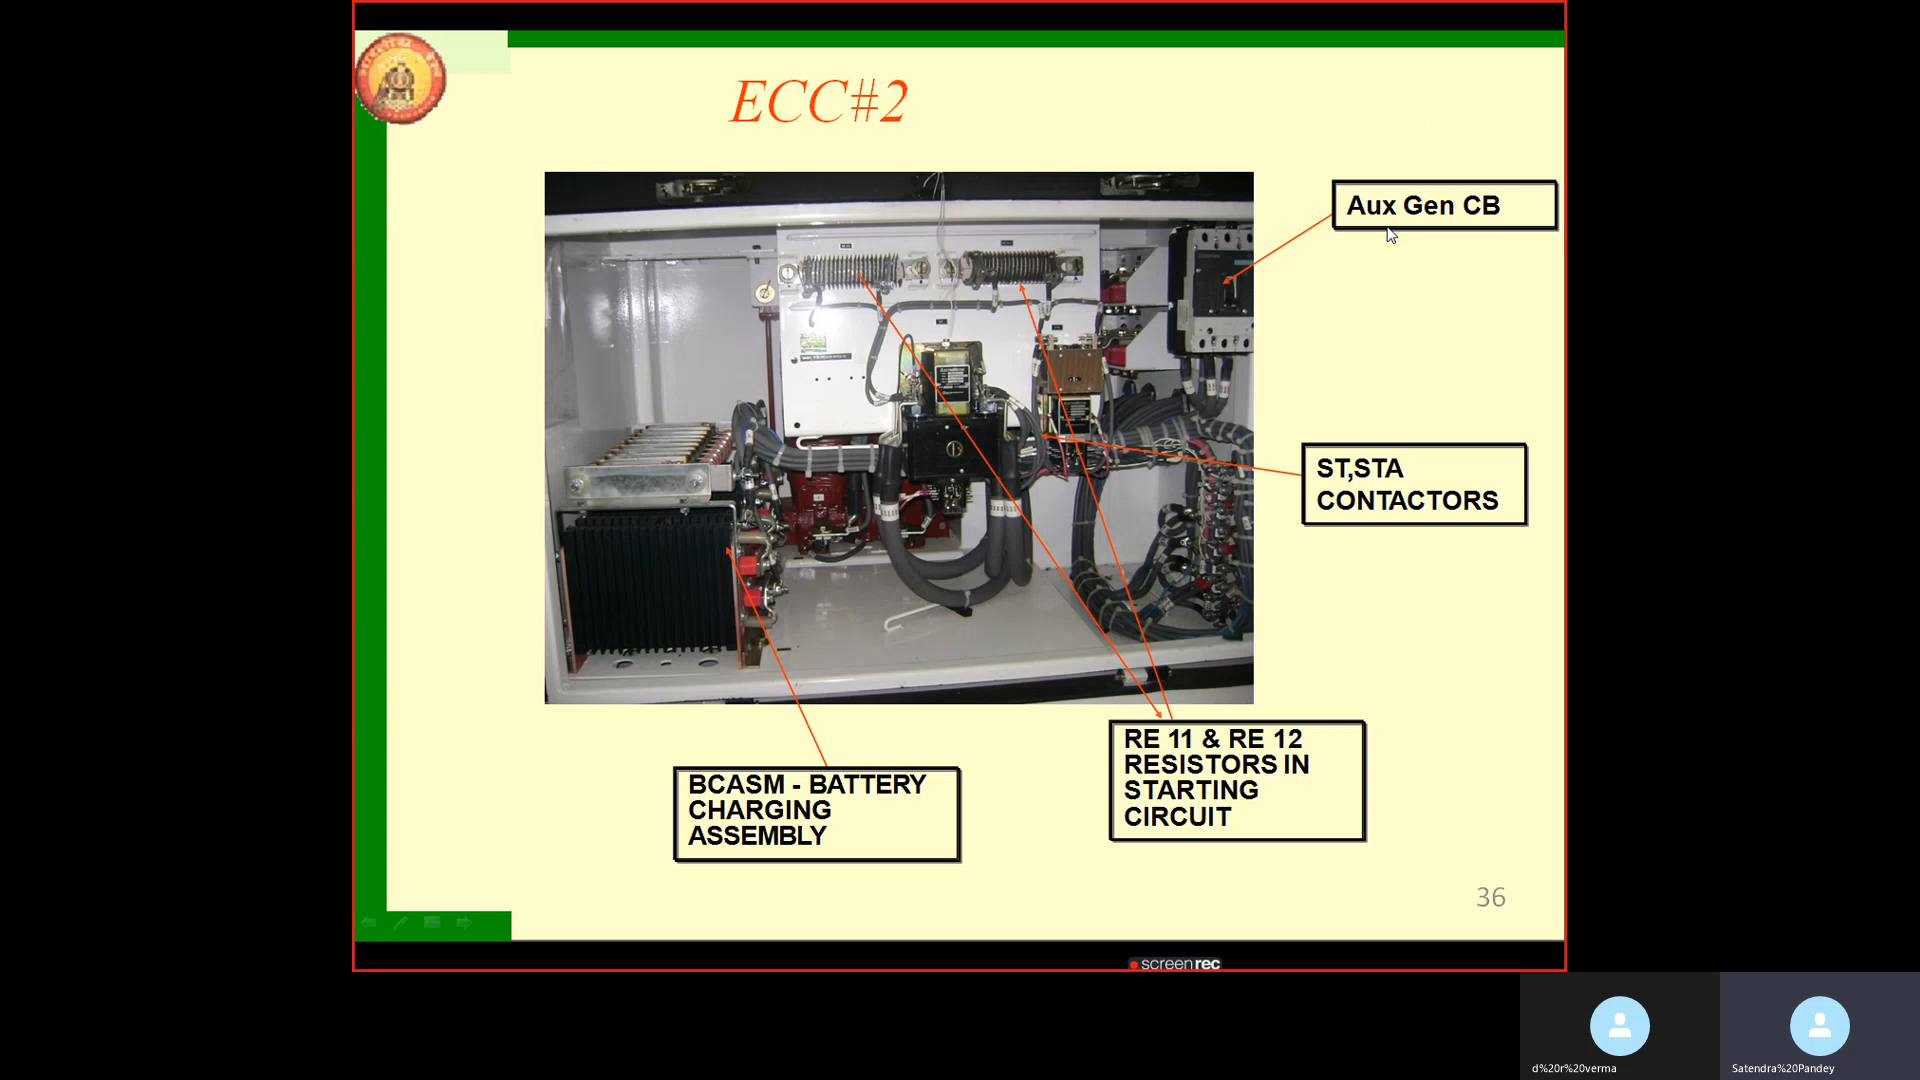 ECC#2
Aux Gen CB
ST,STA
CONTACTORS
RE 11 & RE 12
RESISTORS IN
STARTING
CIRCUIT
BCASM - BATTERY
CHARGING
ASSEMBLY
36
screenrec
d%20r%20verma
Satendra%20Pandey